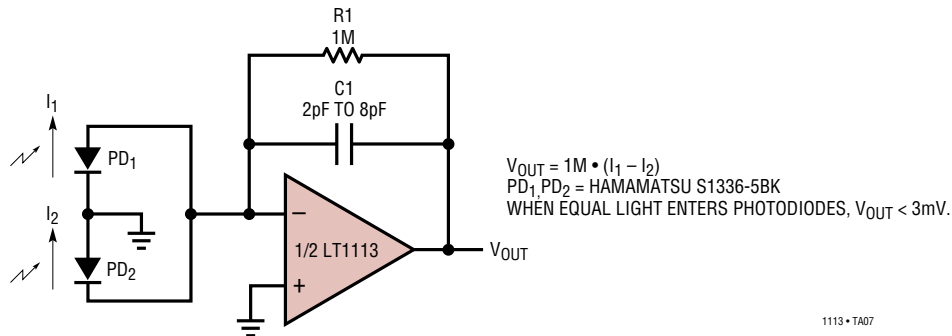 R1
1M
C1
2pF TO 8pF
I1
PD1
I2
PD2
–
1/2 LT1113
+
VOUT
VOUT = 1M • (I1 – I2)
PD1,PD2 = HAMAMATSU S1336-5BK
WHEN EQUAL LIGHT ENTERS PHOTODIODES, VOUT < 3mV.
1113 • TA07